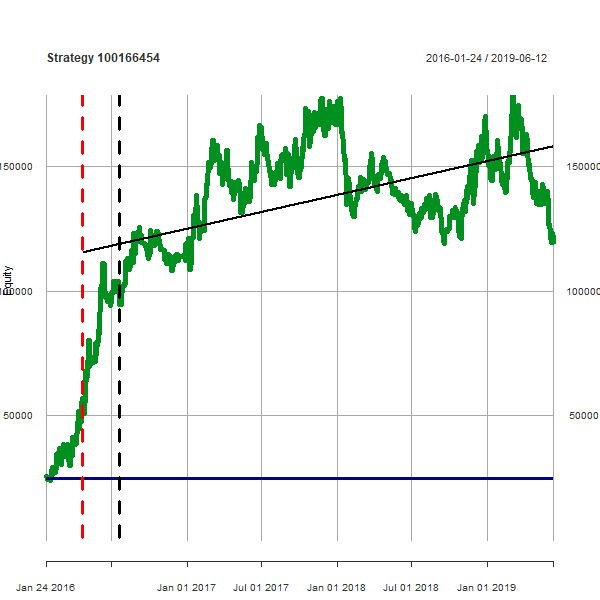 Strategy 100166454
2016-01-24 / 2019-06-12
150000 150000
Equity
100000 100000
50000 50000
Jan 24 2016 Jan 01 2017 Jul 01 2017 Jan 01 2018 Jul 01 2018 Jan 01 2019